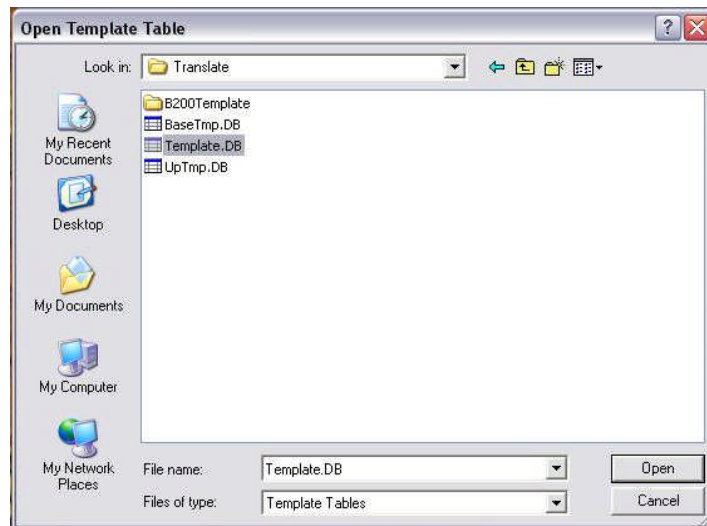 Open Template Table
Look in:
Translate
B200Template
BaseTmp.DB
Template.DB
UpTmp.DB
My Recent
Documents
Desktop
My Documents
My Computer
My Network
Places
File name:
Template.DB
Open
Files of type:
Template Tables
Cancel